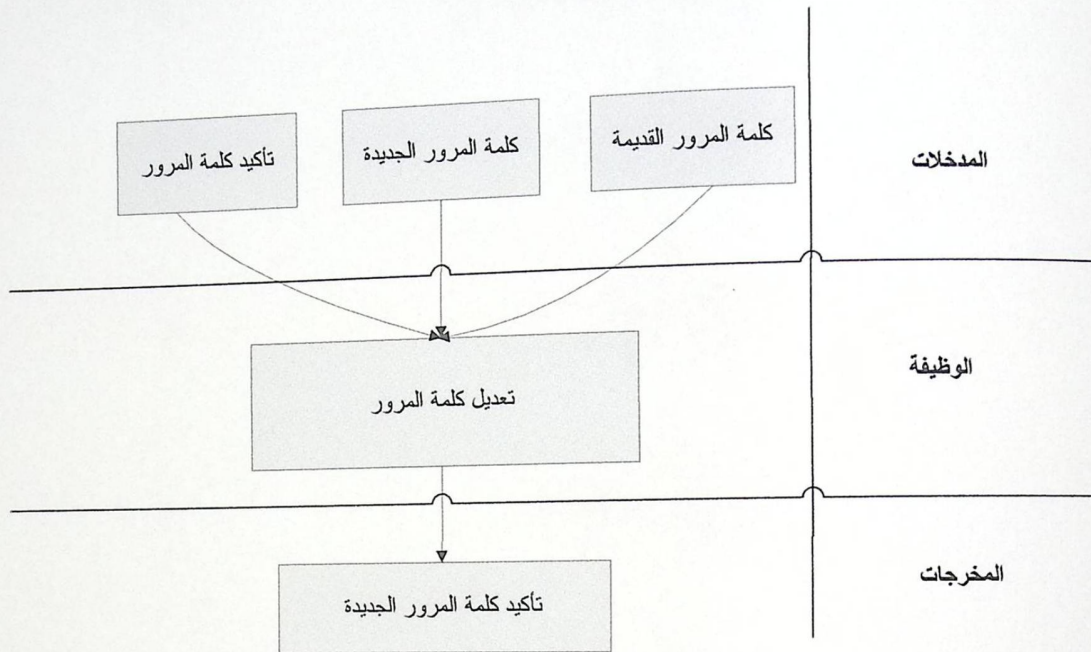 المدخلات
كلمة المرور القديمة
كلمة المرور الجديدة
تأكيد كلمة المرور
الوظيفة
تعديل كلمة المرور
المخرجات
تأكيد كلمة المرور الجديدة